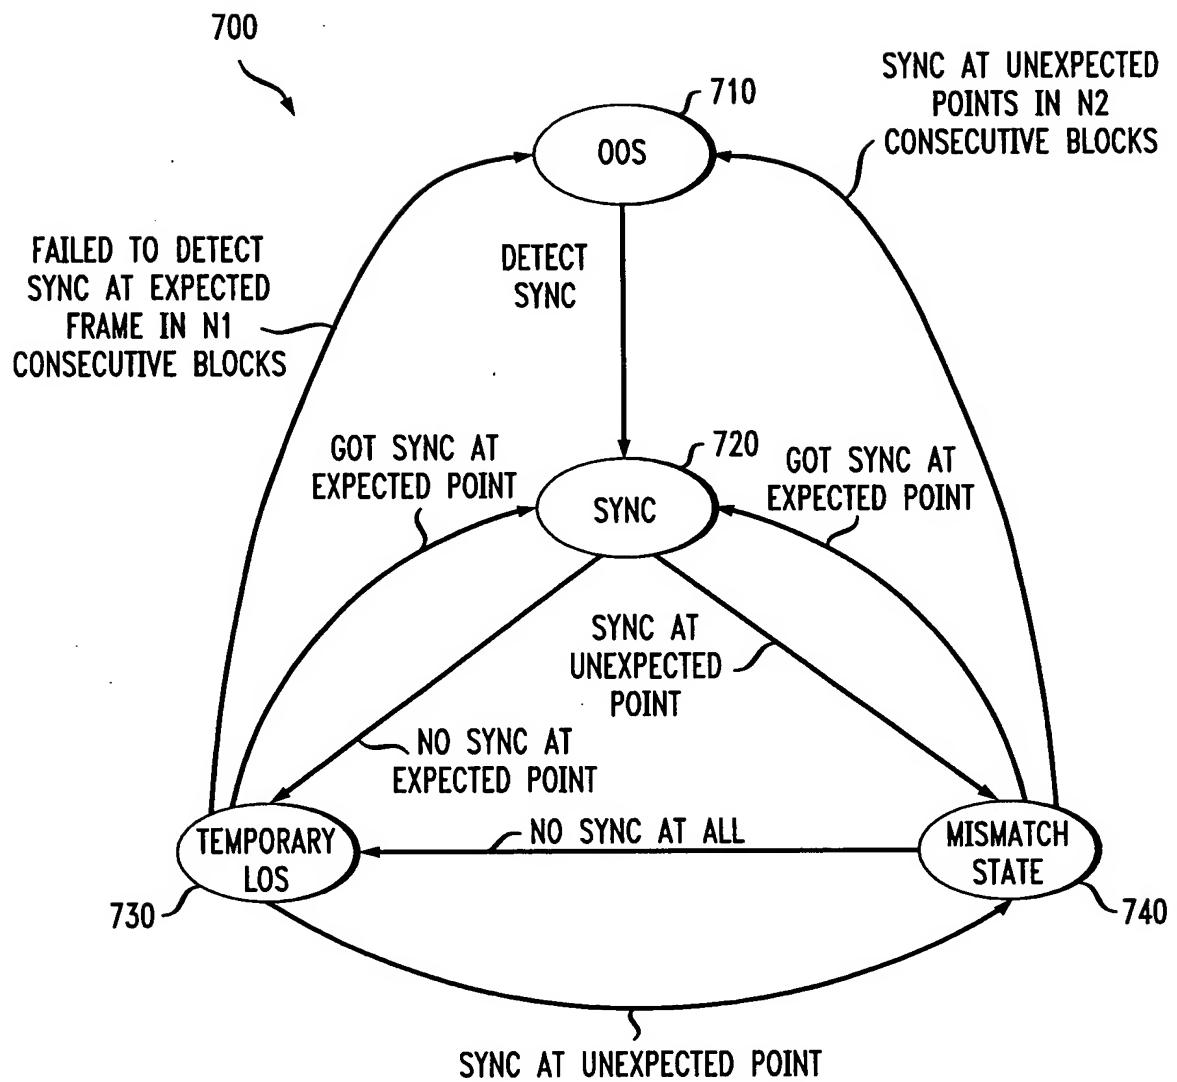 700
710
SYNC AT UNEXPECTED
POINTS IN N2
CONSECUTIVE BLOCKS
OOS
FAILED TO DETECT
SYNC AT EXPECTED
FRAME IN N1
CONSECUTIVE BLOCKS
DETECT
SYNC
720
GOT SYNC AT
EXPECTED POINT
GOT SYNC AT
EXPECTED POINT
SYNC
SYNC AT
UNEXPECTED
POINT
NO SYNC AT
EXPECTED POINT
NO SYNC AT ALL
TEMPORARY
LOS
MISMATCH
STATE
730
740
SYNC AT UNEXPECTED POINT